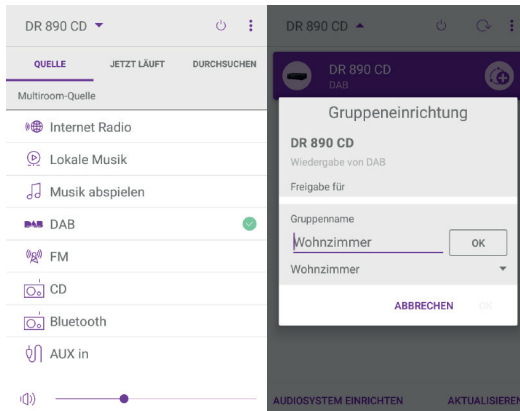 DR 890 CD
QUELLE
JETZT LÄUFT
DURCHSUCHEN
Multiroom-Quelle
Internet Radio
Lokale Musik
Musik abspielen
DAB DAB
FM
CD
Bluetooth
AUX in
DR 890 CD
DR 890 CD
DAB
Gruppeneinrichtung
DR 890 CD
Wiedergabe von DAB
Freigabe für
Gruppenname
Wohnzimmer OK
Wohnzimmer
ABBRECHEN OK
AUDIOSYSTEM EINRICHTEN AKTUALISIEREN